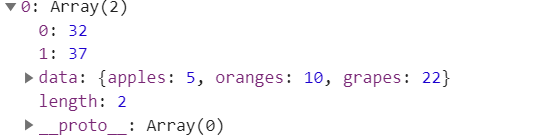 ▼0: Array(2)
0: 32
1: 37
▶data: {apples: 5, oranges: 10, grapes: 22}
length: 2
▶__proto__: Array(0)